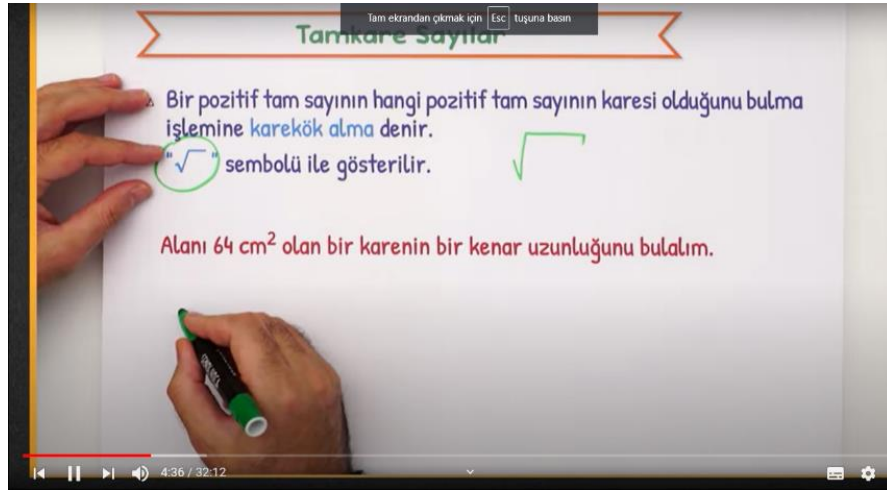 Tam ekrandan çıkmak için Esc tuşuna basın
Tamkare Sayılar
Bir pozitif tam sayının hangi pozitif tam sayının karesi olduğunu bulma
işlemine karekök alma denir.
"√" sembolü ile gösterilir.
√
Alanı 64 cm² olan bir karenin bir kenar uzunluğunu bulalım.
4:36 / 32:12